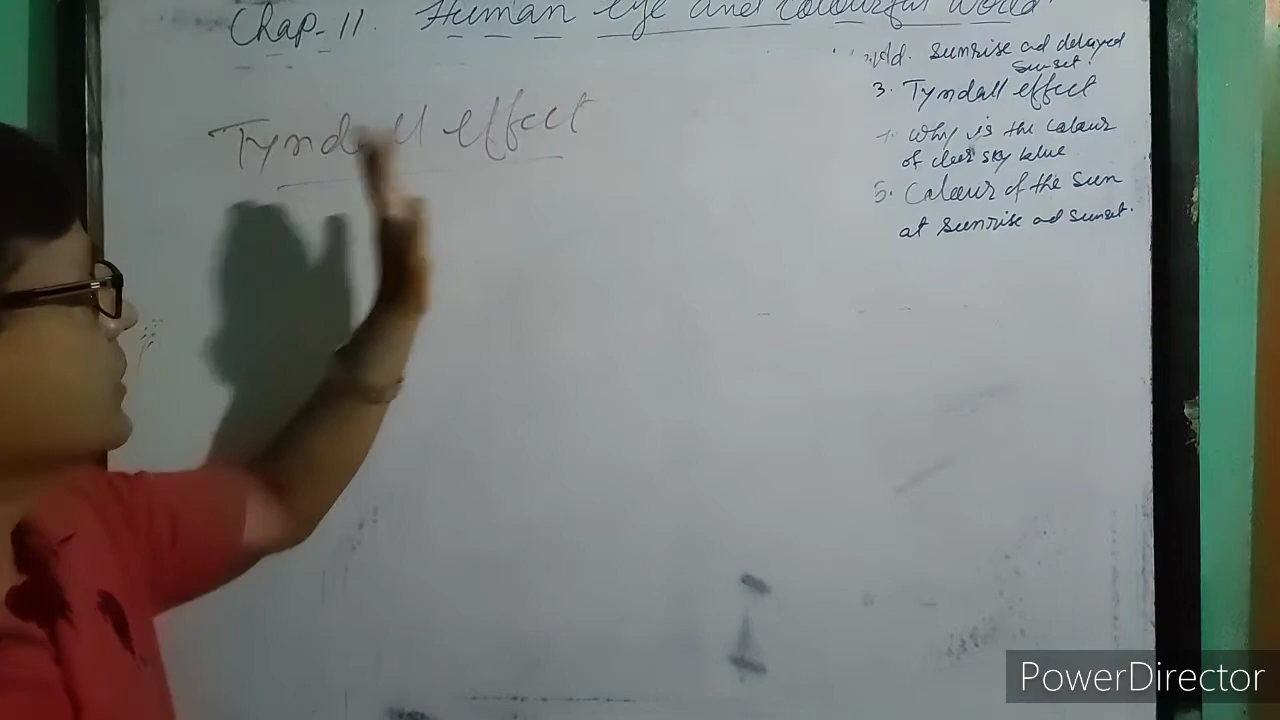 Chap- 11. Human eye and Colourful World
sunrise and delayed
sunset.
3. Tyndall effect
Tyndall effect
Why is the Colour
of clear sky blue
5. Colour of the Sun
at sunrise and sunset.
PowerDirector